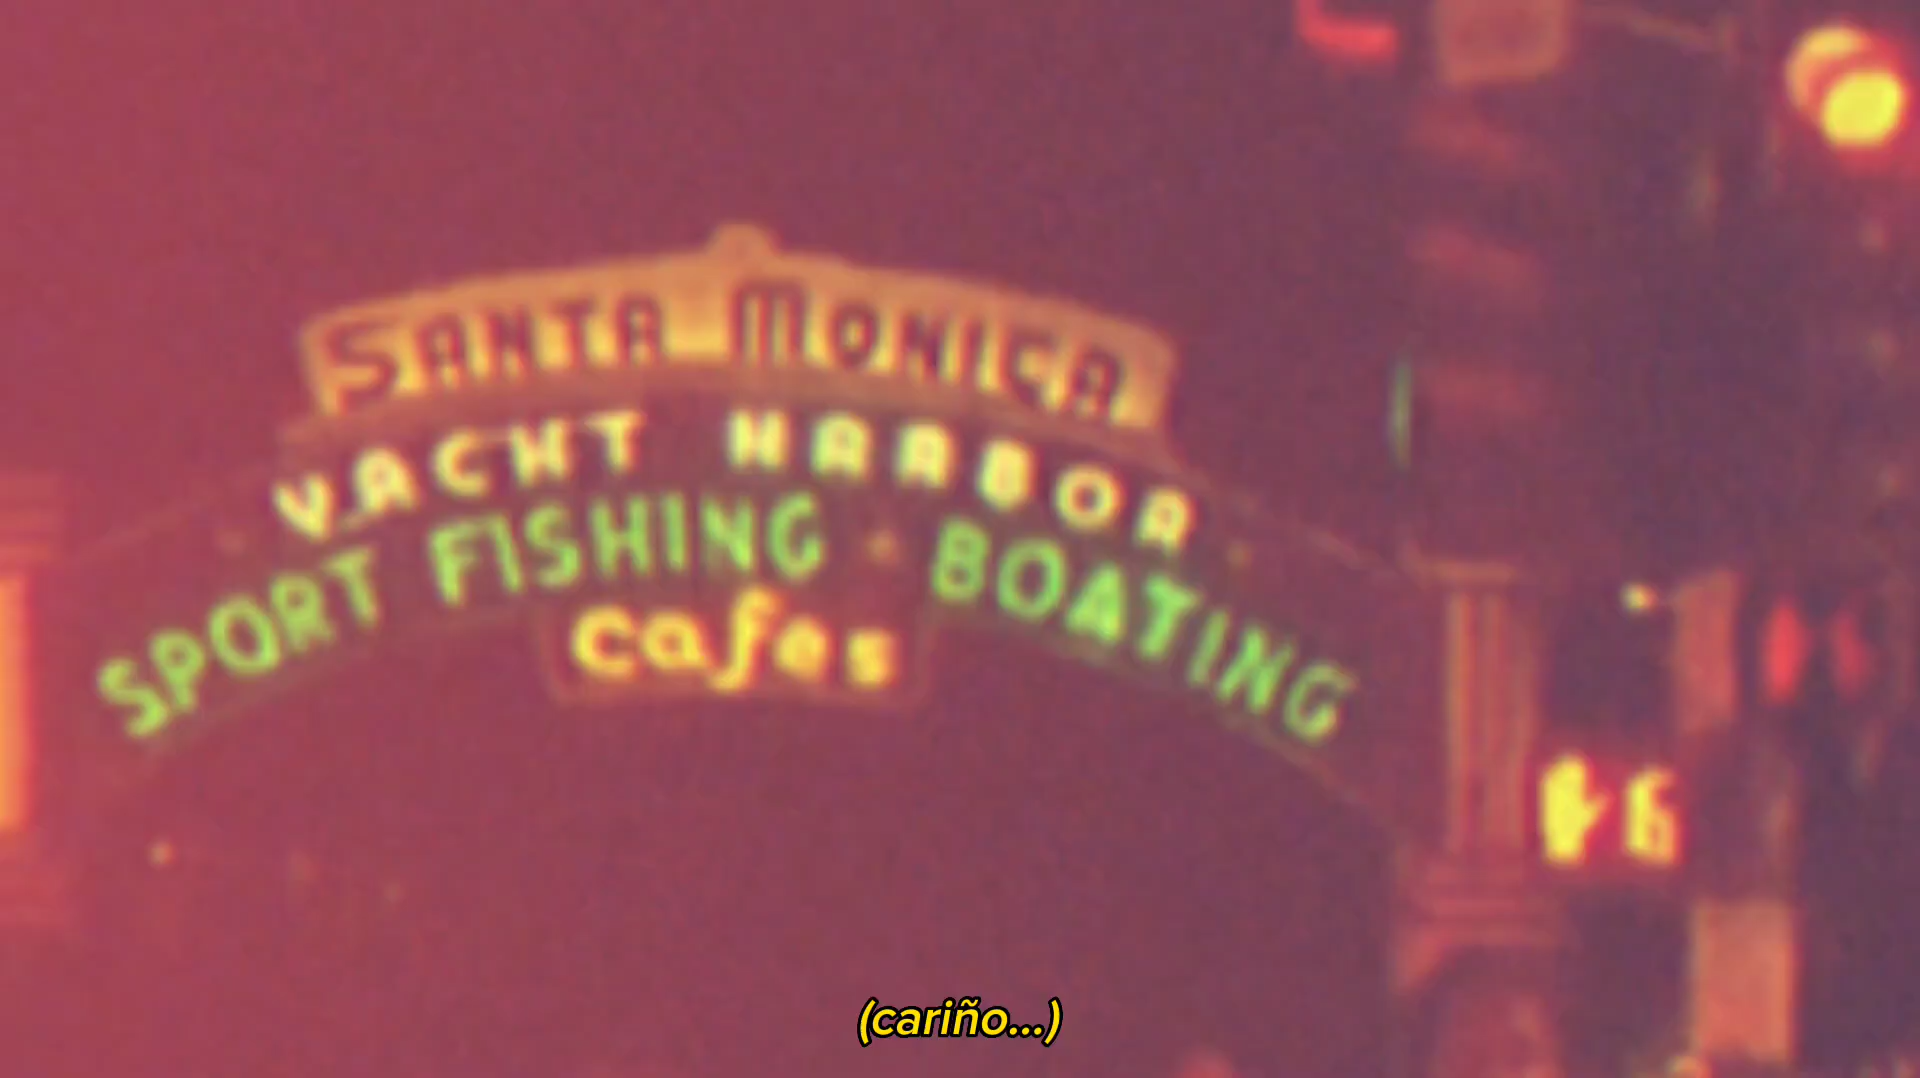 SANTA MONICA
YACHT HARBOR
SPORT FISHING BOATING
cafes
(cariño...)